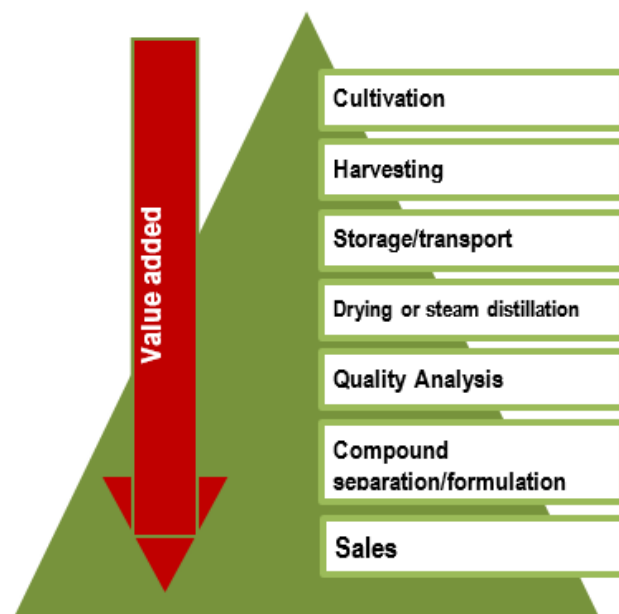 Cultivation
Harvesting
Storage/transport
Drying or steam distillation
Quality Analysis
Compound
separation/formulation
Sales
Value added